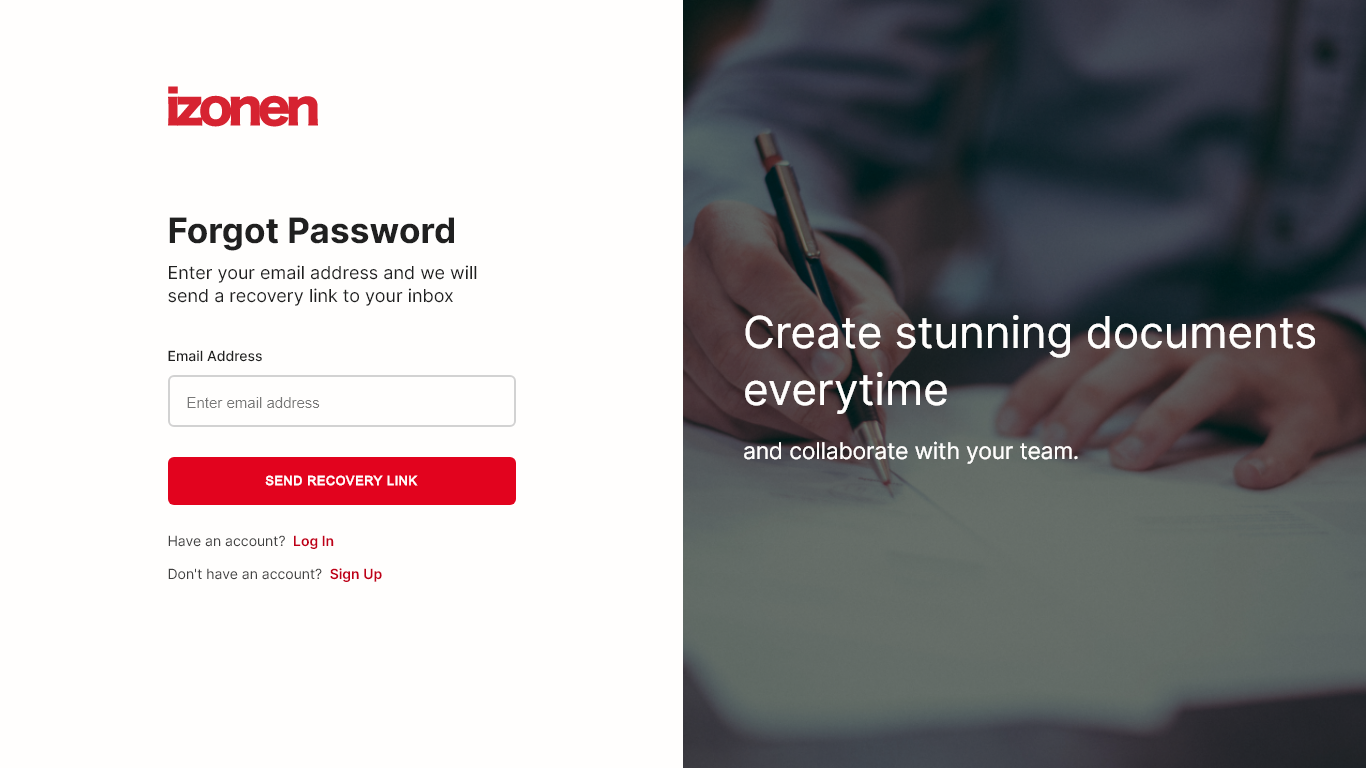 izonen
Forgot Password
Enter your email address and we will
send a recovery link to your inbox
Email Address
Enter email address
SEND RECOVERY LINK
Have an account? Log In
Don't have an account? Sign Up
Create stunning documents
everytime
and collaborate with your team.